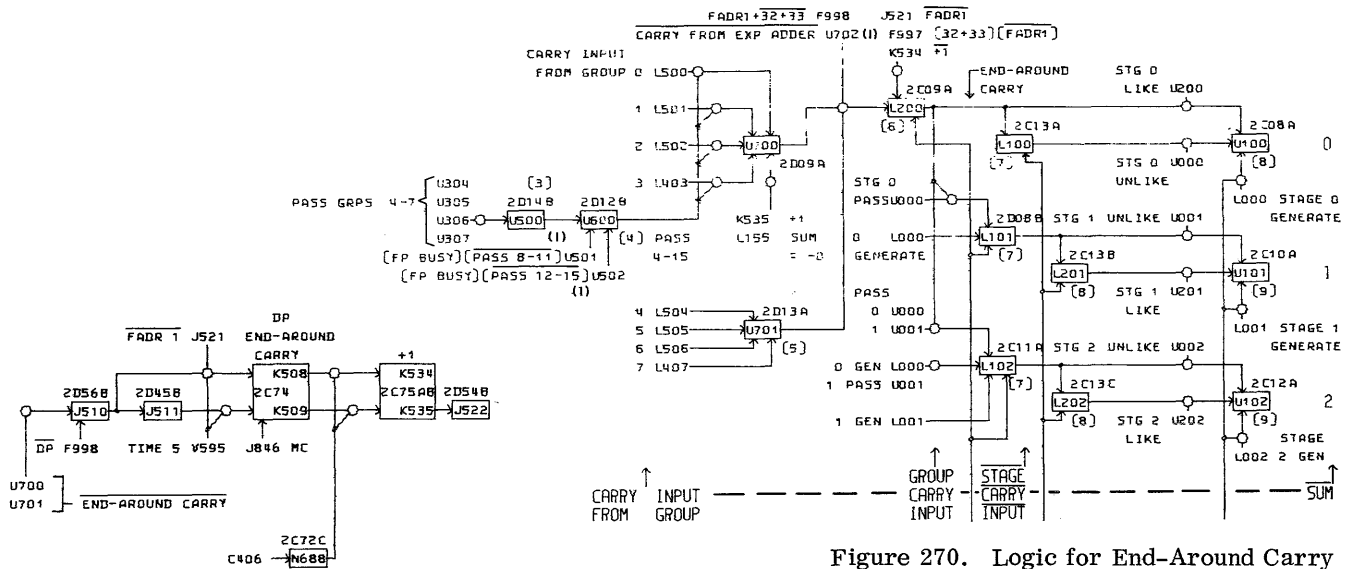 FADR1+32+33 F998 J521 FADR1
CARRY FROM EXP ADDER U702(1) F997 (32+33)(FADR1)
K534 +1
CARRY INPUT
FROM GROUP 0 L500
1 L501
2 L502
3 L403
2C09A
L200
(6)
END-AROUND
CARRY
STG 0
LIKE U200
2C13A
L100
(7)
STG 0 U000
UNLIKE
2C08A
U100
(8)
0
L000 STAGE 0
GENERATE
U700
2D09A
K535 +1
L155 SUM
= -0
PASS GRPS 4-7
U304
U305
U306
U307
(3)
2D14B
U500
(1)
2D12B
U600
(4) PASS
4-15
(FP BUSY)(PASS 8-11)U501
(FP BUSY)(PASS 12-15)U502
(1)
STG 0
PASSU000
0 L000
GENERATE
2D08B
L101
(7)
STG 1 UNLIKE U001
2C13B
L201
(8)
STG 1 U201
LIKE
2C10A
U101
(9)
1
L001 STAGE 1
GENERATE
4 L504
5 L505
6 L506
7 L407
2D13A
U701
(5)
PASS
0 U000
1 U001
0 GEN L000
1 PASS U001
1 GEN L001
2C11A
L102
(7)
STG 2 UNLIKE U002
2C13C
L202
(8)
STG 2 U202
LIKE
2C12A
U102
(9)
2
STAGE
L002 2 GEN
DP
END-AROUND
CARRY
FADR 1 J521
K508
2C74
K509
+1
K534
2C75AB
K535
2D54B
J522
2D56B
J510
2D45B
J511
DP F998
TIME 5 V595
J846 MC
U700
U701
END-AROUND CARRY
2C72C
C406
N688
CARRY INPUT
FROM GROUP
GROUP
CARRY
INPUT
STAGE
CARRY
INPUT
SUM
Figure 270. Logic for End-Around Carry